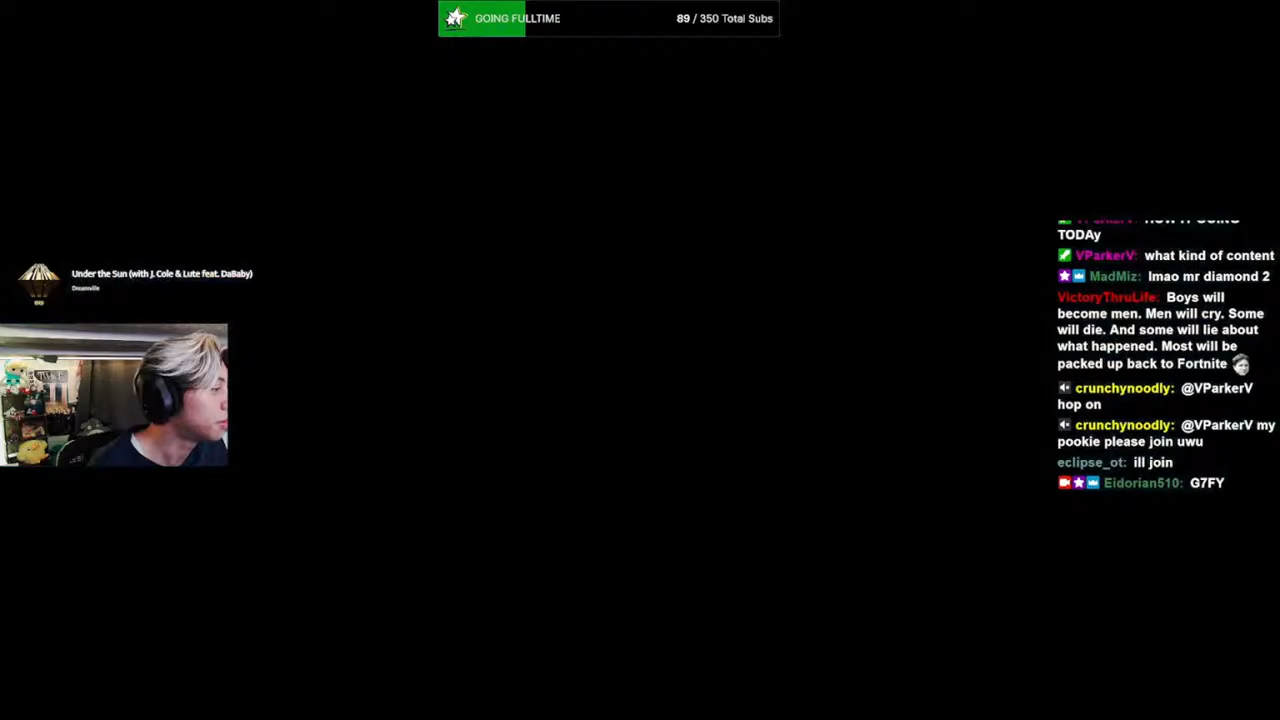 GOING FULLTIME 89 / 350 Total Subs
Under the Sun (with J. Cole & Lute feat. DaBaby)
Dreamville
TWICE
TODAy
VParkerV: what kind of content
MadMiz: lmao mr diamond 2
VictoryThruLife: Boys will
become men. Men will cry. Some
will die. And some will lie about
what happened. Most will be
packed up back to Fortnite
crunchynoodly: @VParkerV
hop on
crunchynoodly: @VParkerV my
pookie please join uwu
eclipse_ot: ill join
Eidorian510: G7FY